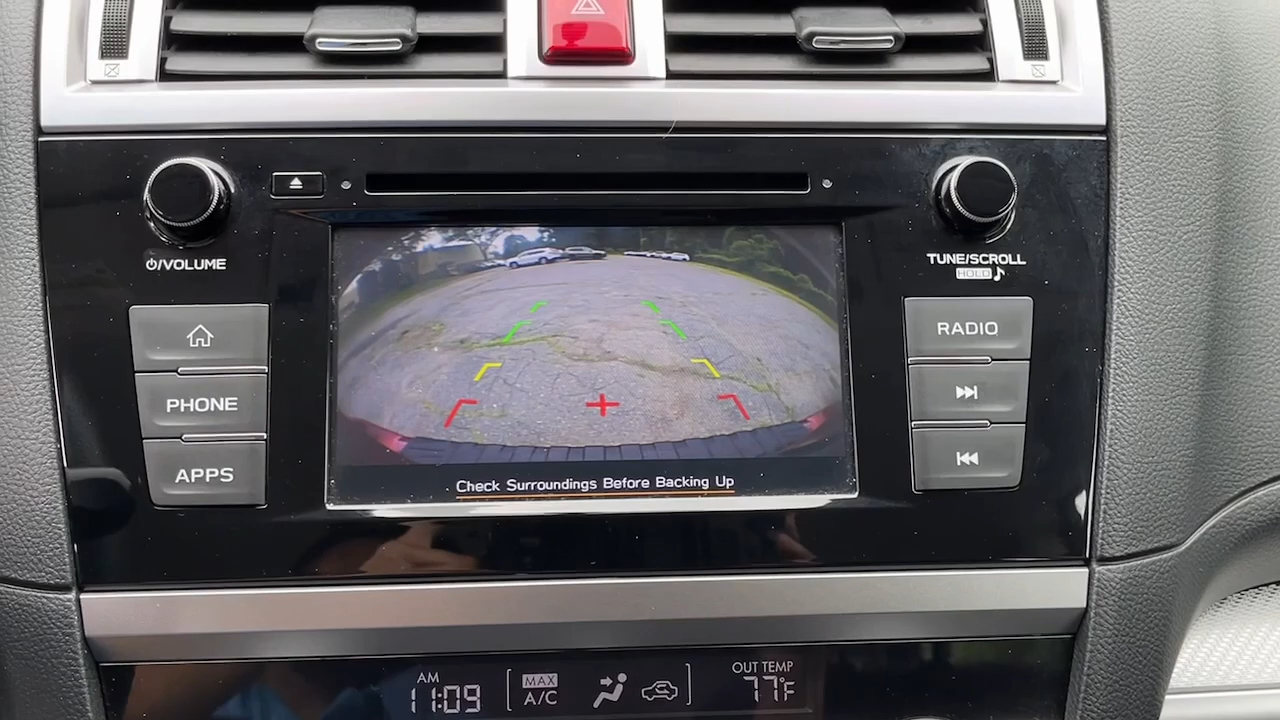 ⏻/VOLUME
TUNE/SCROLL
HOLD ♪
PHONE
APPS
RADIO
Check Surroundings Before Backing Up
AM
11:09
MAX
A/C
OUT TEMP
77°F